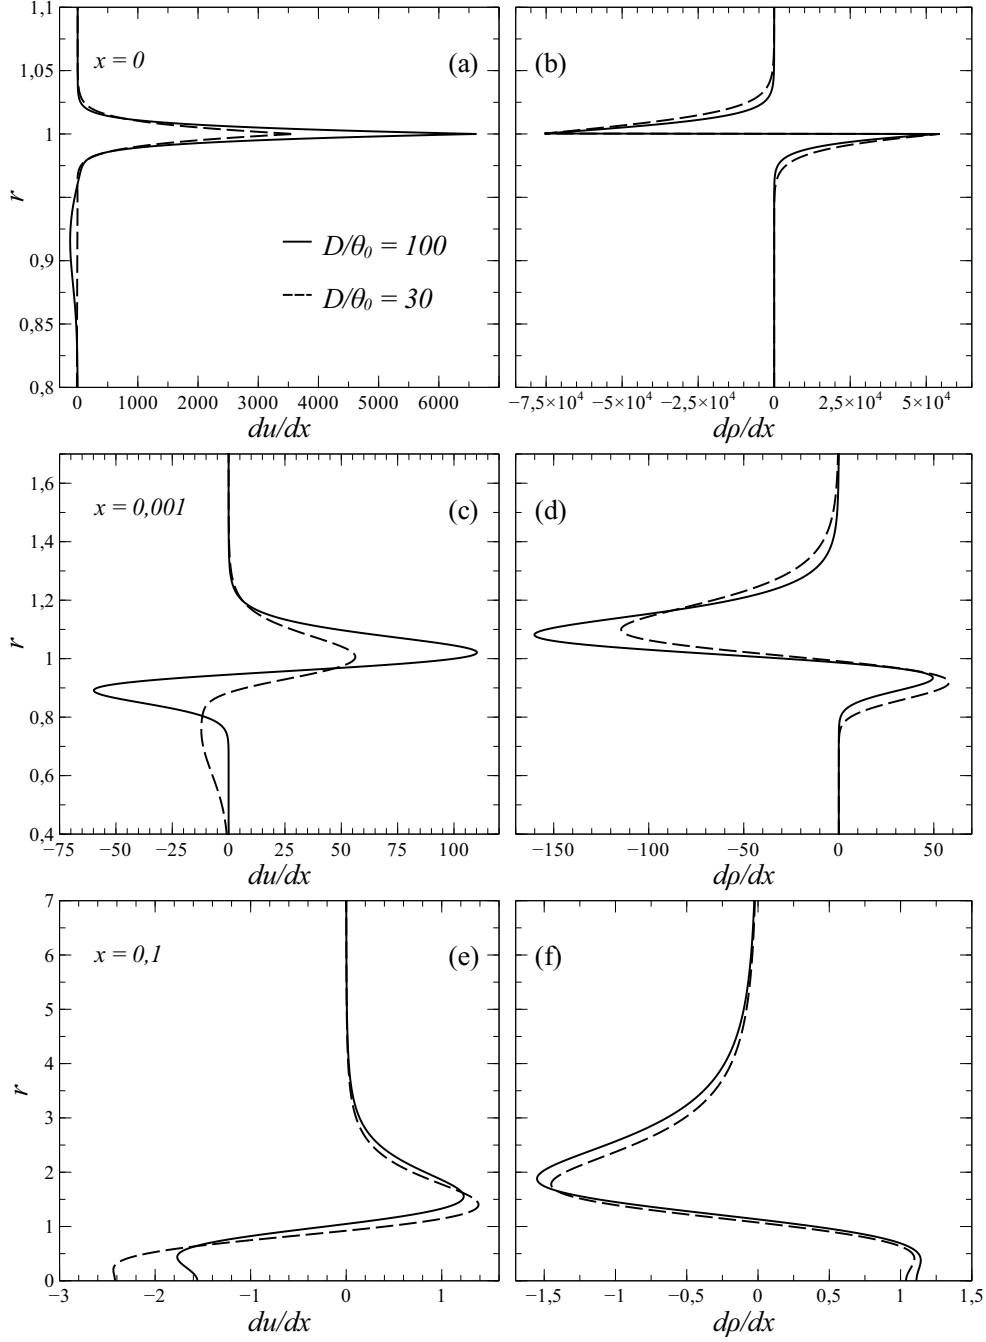 1,1
1,05
1
0,9
0,85
0,8
r
x = 0
(a)
D/θ₀ = 100
D/θ₀ = 30
0 1000 2000 3000 4000 5000 6000
du/dx
(b)
−7,5×10⁴ −5×10⁴ −2,5×10⁴ 0 2,5×10⁴ 5×10⁴
dρ/dx
1,6
1,4
1,2
1
0,8
0,6
0,4
r
x = 0,001
(c)
−75 −50 −25 0 25 50 75 100
du/dx
(d)
−150 −100 −50 0 50
dρ/dx
7
6
5
4
3
2
1
0
r
x = 0,1
(e)
−3 −2 −1 0 1
du/dx
(f)
−1,5 −1 −0,5 0 0,5 1 1,5
dρ/dx